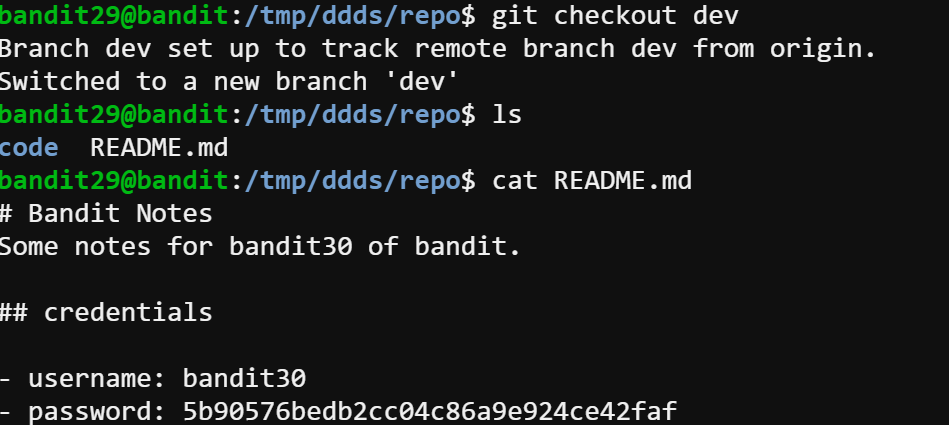 bandit29@bandit:/tmp/ddds/repo$ git checkout dev
Branch dev set up to track remote branch dev from origin.
Switched to a new branch 'dev'
bandit29@bandit:/tmp/ddds/repo$ ls
code  README.md
bandit29@bandit:/tmp/ddds/repo$ cat README.md
# Bandit Notes
Some notes for bandit30 of bandit.
## credentials
- username: bandit30
- password: 5b90576bedb2cc04c86a9e924ce42faf